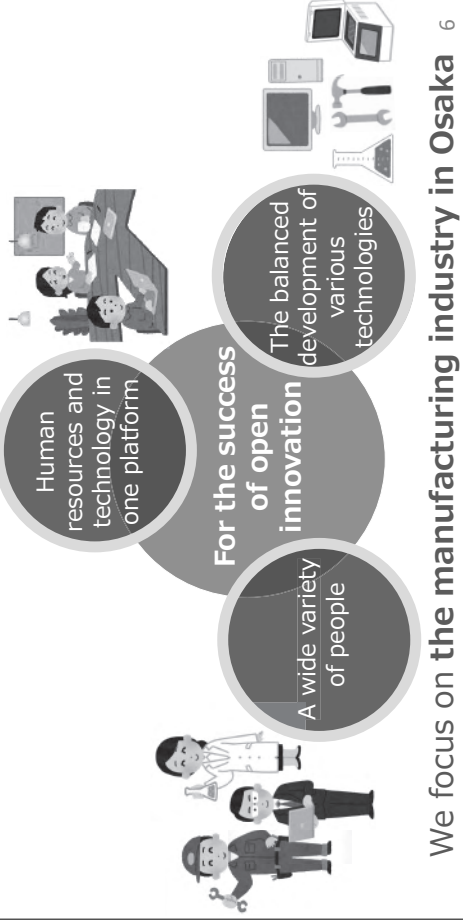 Human
resources and
technology in
one platform
For the success
of open
innovation
A wide variety
of people
The balanced
development of
various
technologies
We focus on the manufacturing industry in Osaka
6